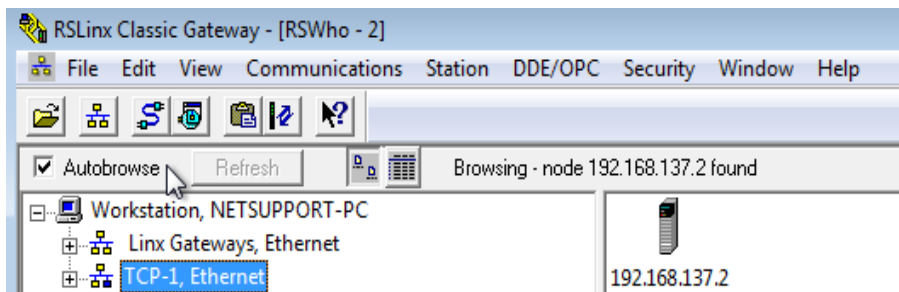 RSLinx Classic Gateway - [RSWho - 2]
File Edit View Communications Station DDE/OPC Security Window Help
Autobrowse Refresh Browsing - node 192.168.137.2 found
Workstation, NETSUPPORT-PC
Linx Gateways, Ethernet
TCP-1, Ethernet
192.168.137.2